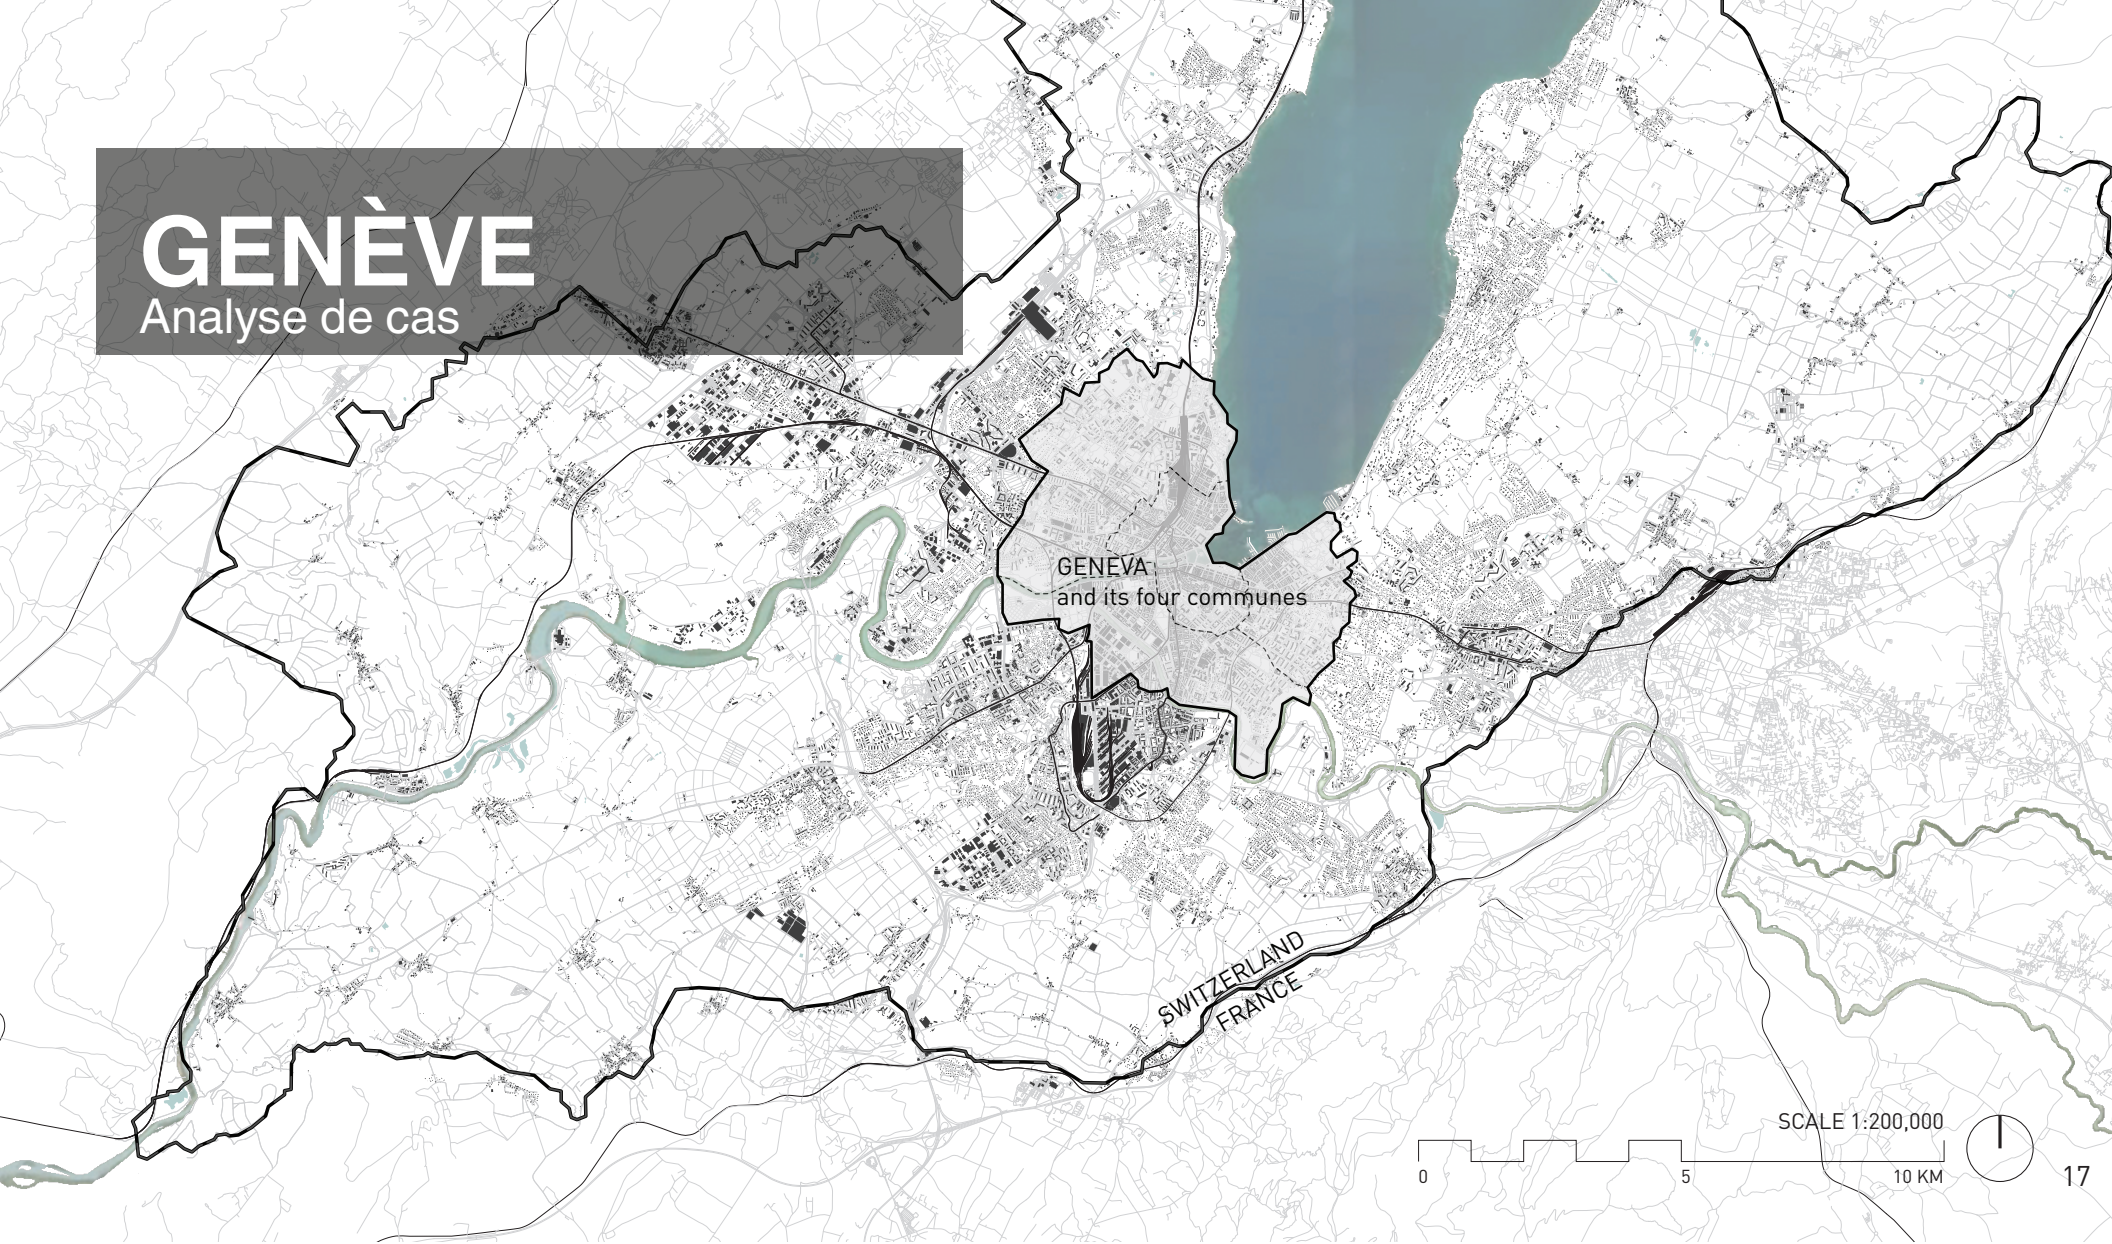 GENÈVE
Analyse de cas
GENEVA
and its four communes
SWITZERLAND
FRANCE
SCALE 1:200,000
0 5 10 KM
17